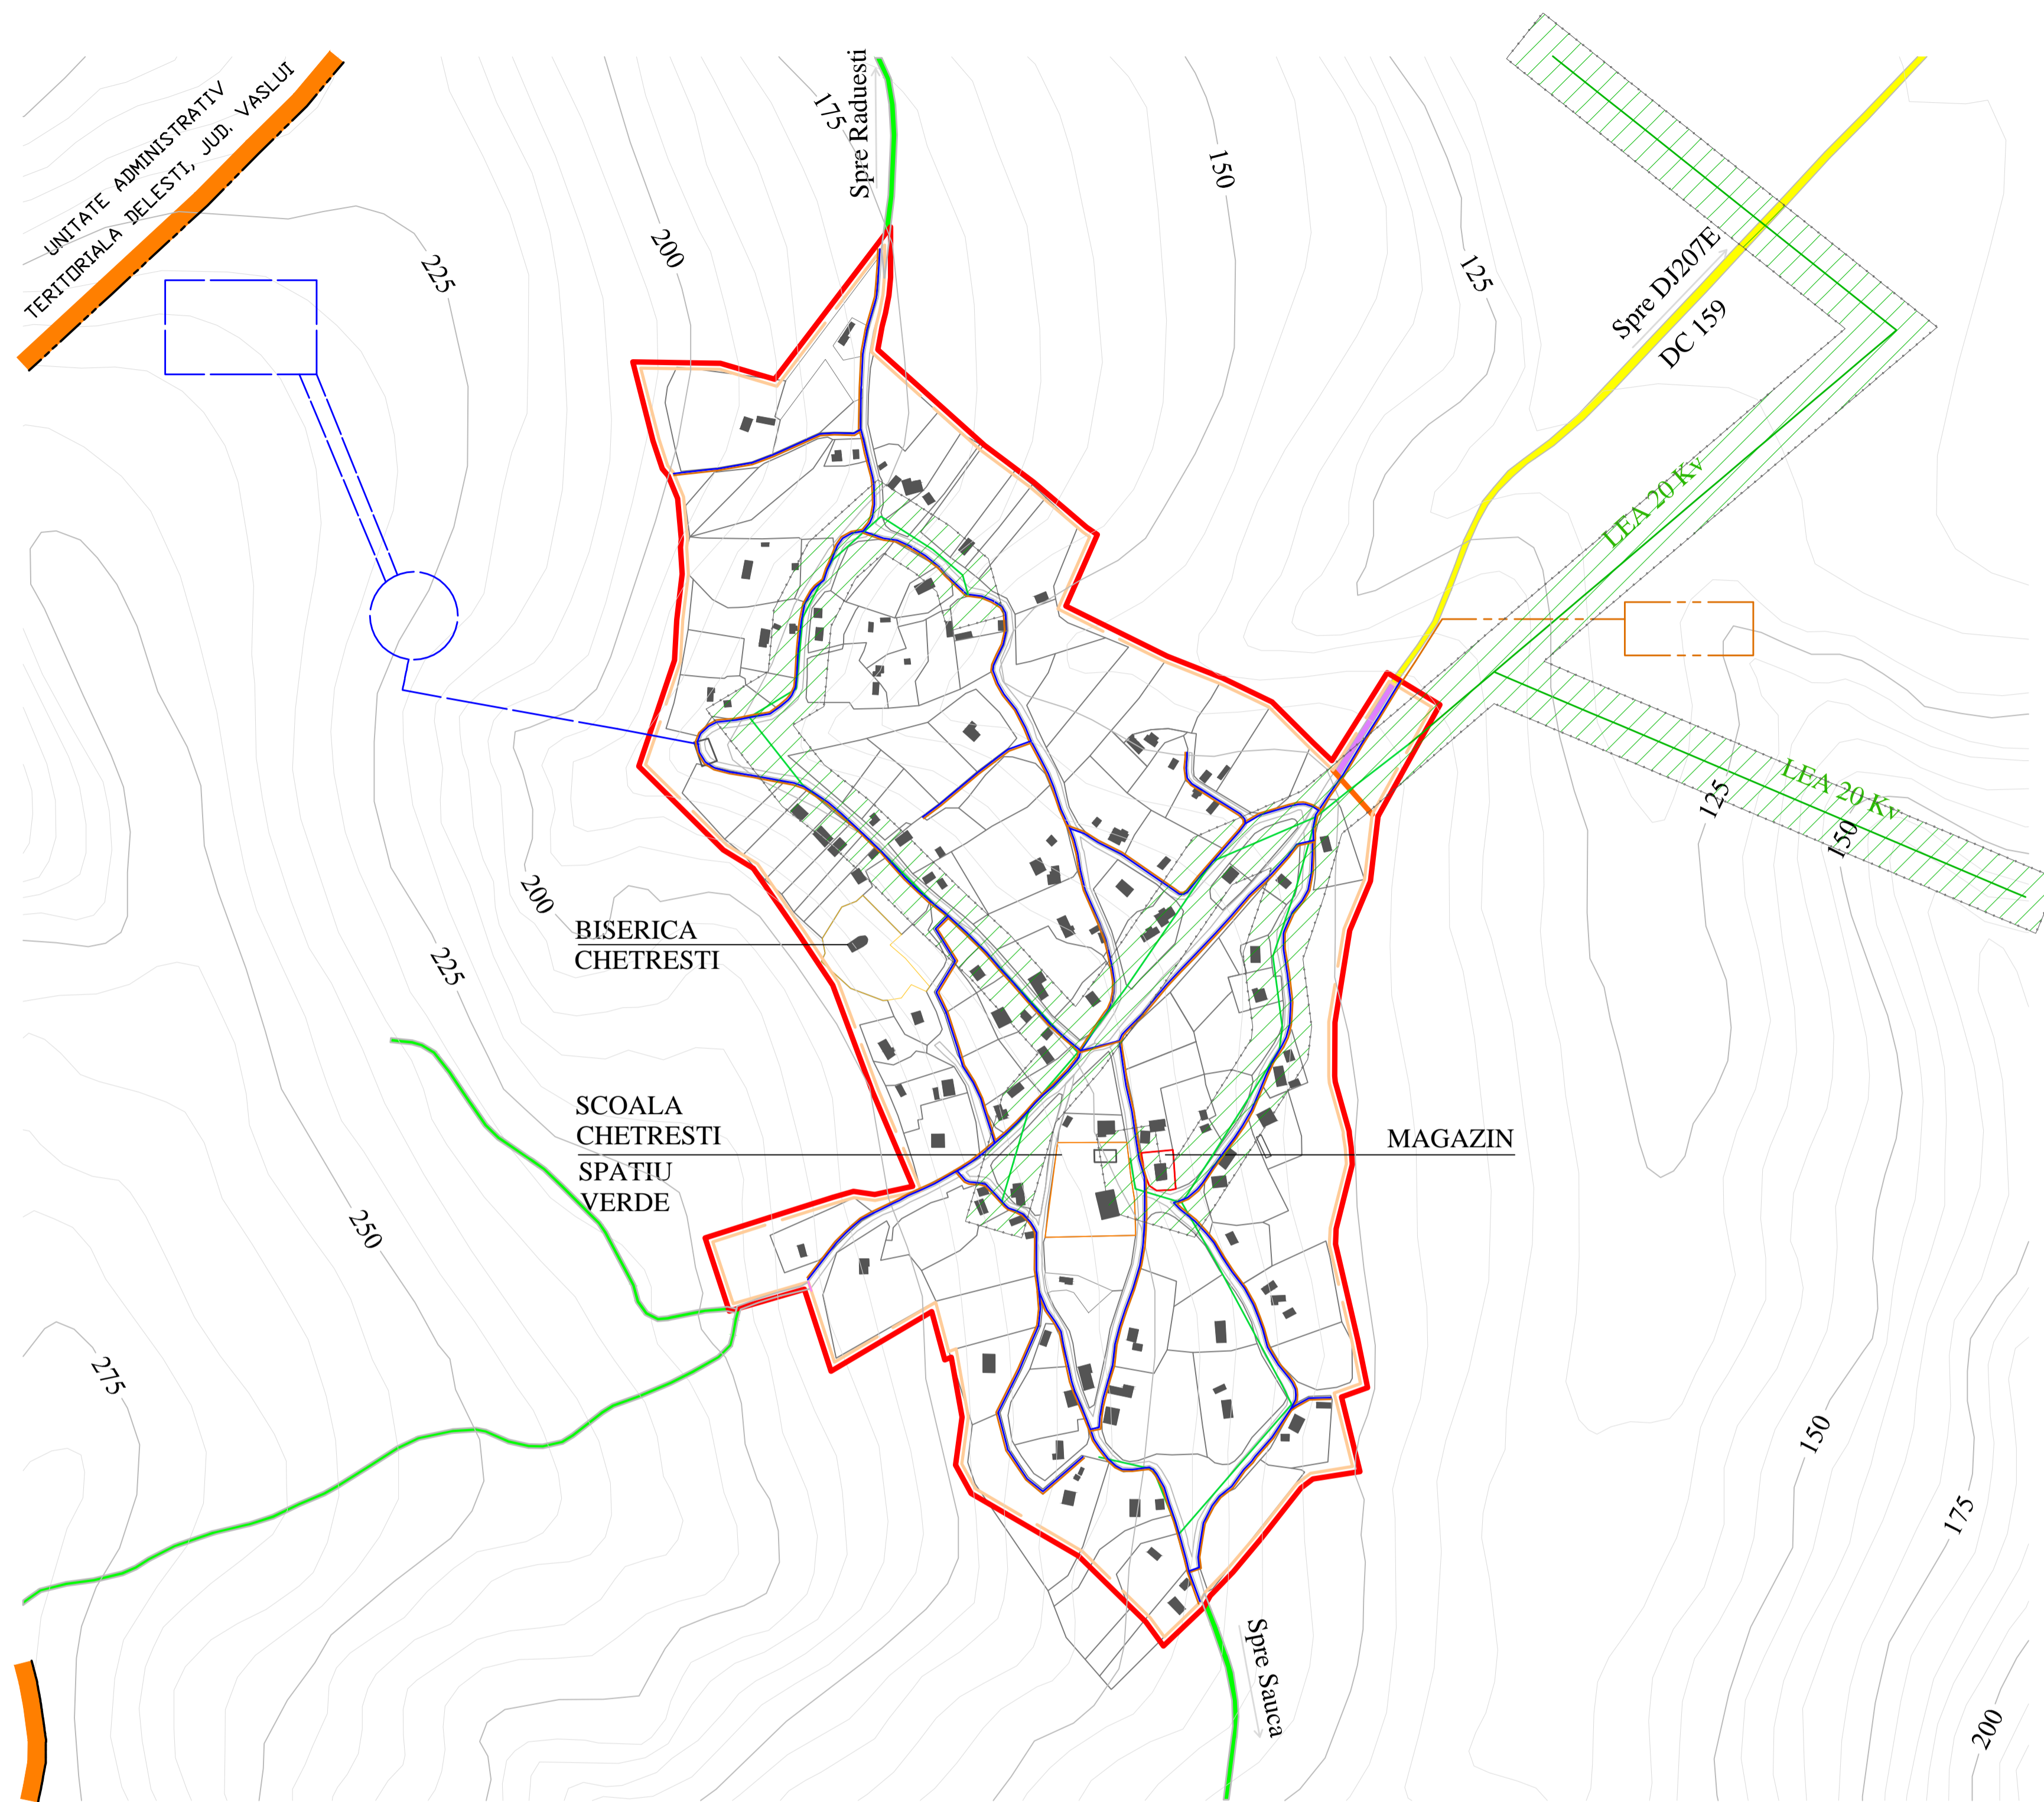 UNITATE ADMINISTRATIV
TERITORIALA DELESTI, JUD. VASLUI
175
Spre Raduesti
150
200
225
125
Spre DJ207E
DC 159
LEA 20 Kv
LEA 20 Kv
125
150
200
BISERICA
CHETRESTI
225
SCOALA
CHETRESTI
SPATIU
VERDE
MAGAZIN
250
275
150
175
Spre Sauca
200